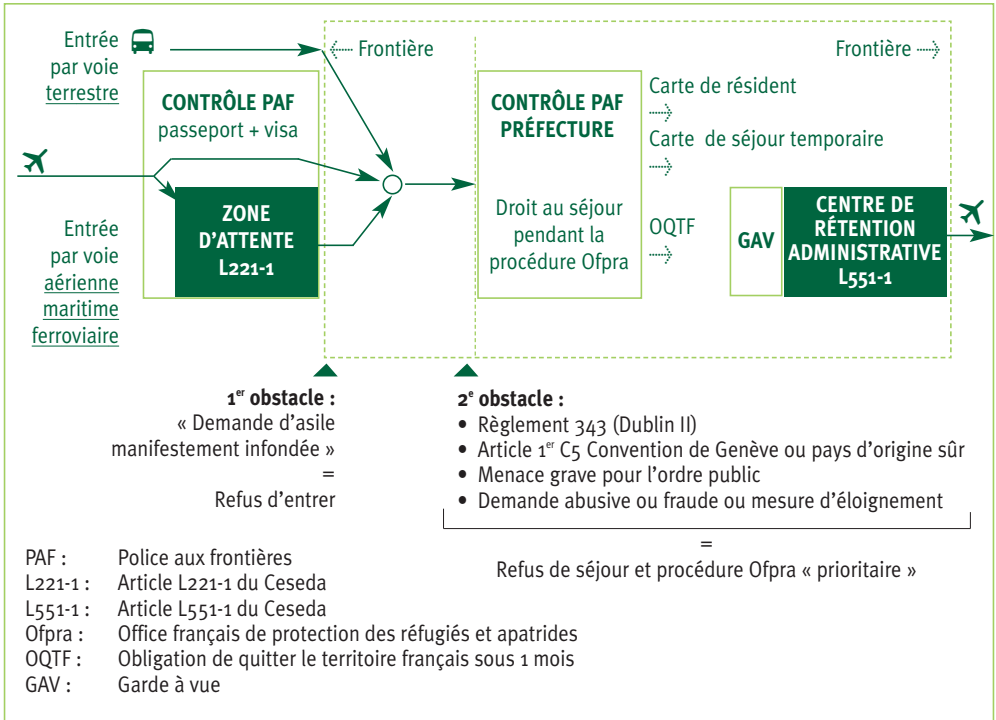 Entrée
par voie
terrestre
Frontière
Frontière
CONTRÔLE PAF
passeport + visa
ZONE
D'ATTENTE
L221-1
Entrée
par voie
aérienne
maritime
ferroviaire
CONTRÔLE PAF
PRÉFECTURE
Droit au séjour
pendant la
procédure Ofpra
Carte de résident
Carte de séjour temporaire
OQTF
GAV
CENTRE DE
RÉTENTION
ADMINISTRATIVE
L551-1
1er obstacle :
« Demande d'asile
manifestement infondée »
=
Refus d'entrer
2e obstacle :
• Règlement 343 (Dublin II)
• Article 1er C5 Convention de Genève ou pays d'origine sûr
• Menace grave pour l'ordre public
• Demande abusive ou fraude ou mesure d'éloignement
=
Refus de séjour et procédure Ofpra « prioritaire »
PAF : Police aux frontières
L221-1 : Article L221-1 du Ceseda
L551-1 : Article L551-1 du Ceseda
Ofpra : Office français de protection des réfugiés et apatrides
OQTF : Obligation de quitter le territoire français sous 1 mois
GAV : Garde à vue